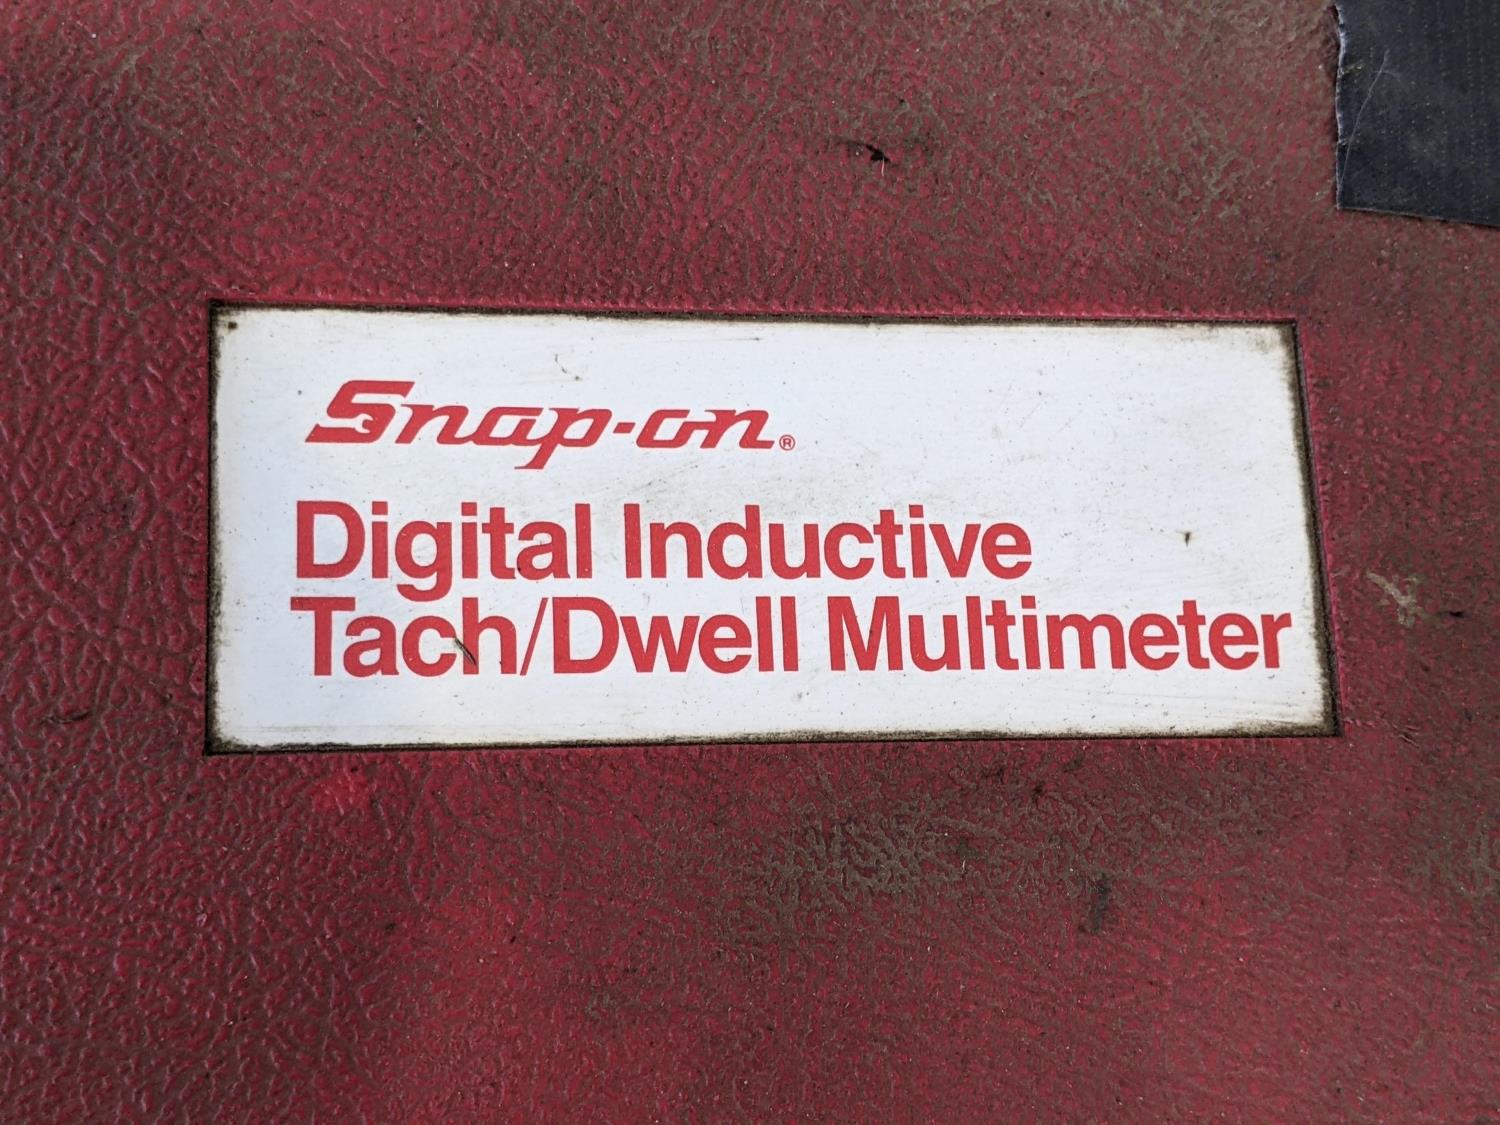 Snap-on®
Digital Inductive
Tach/Dwell Multimeter